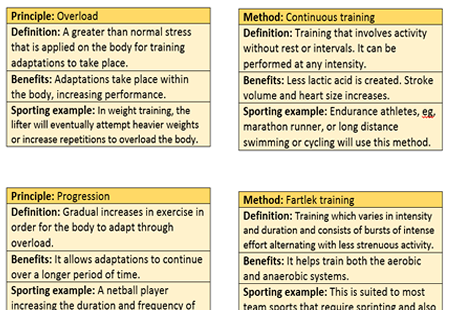 Principle: Overload
Definition: A greater than normal stress
that is applied on the body for training
adaptations to take place.
Benefits: Adaptations take place within
the body, increasing performance.
Sporting example: In weight training, the
lifter will eventually attempt heavier weights
or increase repetitions to overload the body.
Method: Continuous training
Definition: Training that involves activity
without rest or intervals. It can be
performed at any intensity.
Benefits: Less lactic acid is created. Stroke
volume and heart size increases.
Sporting example: Endurance athletes, eg,
marathon runner, or long distance
swimming or cycling will use this method.
Principle: Progression
Definition: Gradual increases in exercise in
order for the body to adapt through
overload.
Benefits: It allows adaptations to continue
over a longer period of time.
Sporting example: A netball player
increasing the duration and frequency of
Method: Fartlek training
Definition: Training which varies in intensity
and duration and consists of bursts of intense
effort alternating with less strenuous activity.
Benefits: It helps train both the aerobic
and anaerobic systems.
Sporting example: This is suited to most
team sports that require sprinting and also